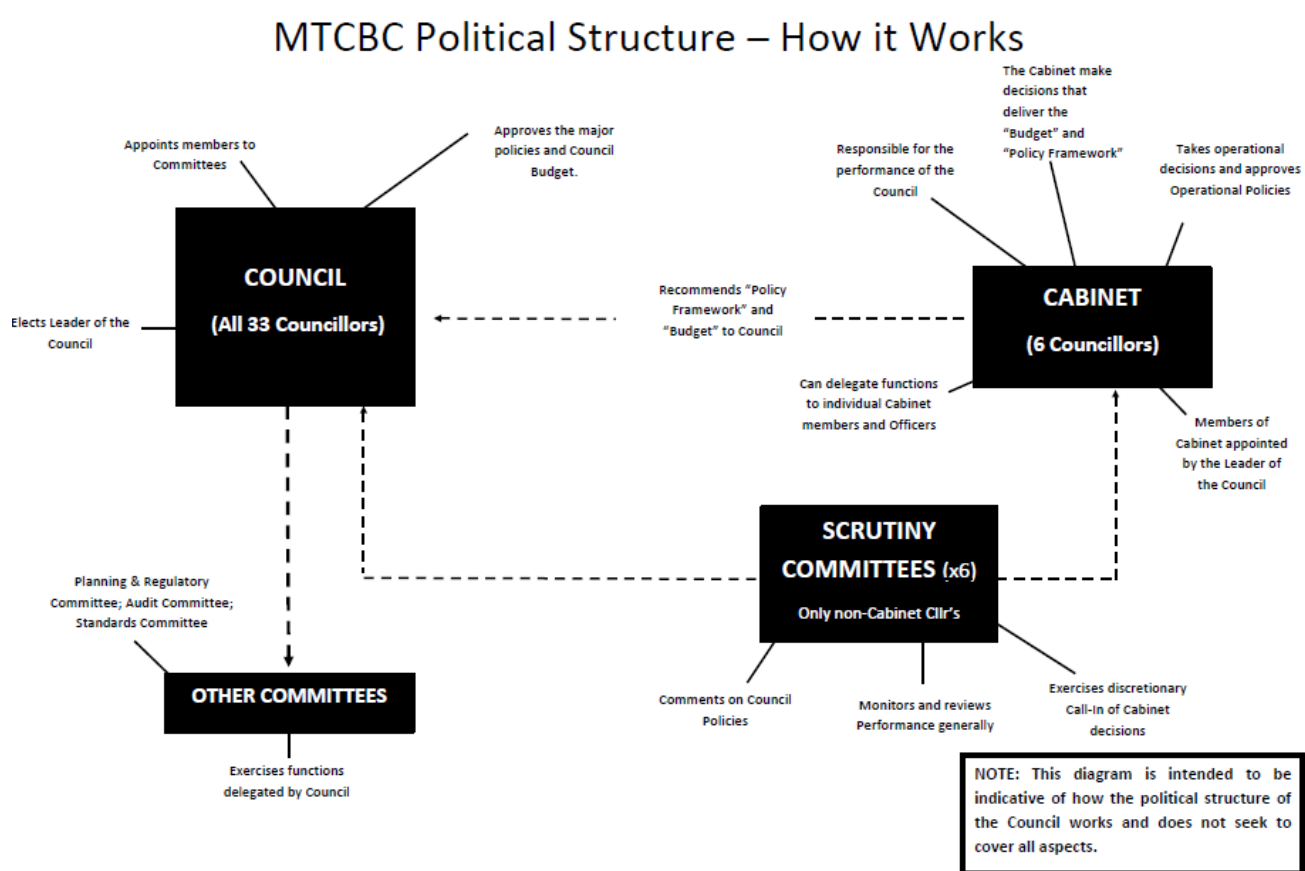 MTCBC Political Structure – How it Works
Appoints members to
Committees
Approves the major
policies and Council
Budget.
COUNCIL
(All 33 Councillors)
Elects Leader of the
Council
Recommends “Policy
Framework” and
“Budget” to Council
The Cabinet make
decisions that
deliver the
“Budget” and
“Policy Framework”
Responsible for the
performance of the
Council
Takes operational
decisions and approves
Operational Policies
CABINET
(6 Councillors)
Can delegate functions
to individual Cabinet
members and Officers
Members of
Cabinet appointed
by the Leader of
the Council
SCRUTINY
COMMITTEES (x6)
Only non-Cabinet Cllr’s
Planning & Regulatory
Committee; Audit Committee;
Standards Committee
OTHER COMMITTEES
Exercises functions
delegated by Council
Comments on Council
Policies
Monitors and reviews
Performance generally
Exercises discretionary
Call-In of Cabinet
decisions
NOTE: This diagram is intended to be
indicative of how the political structure of
the Council works and does not seek to
cover all aspects.